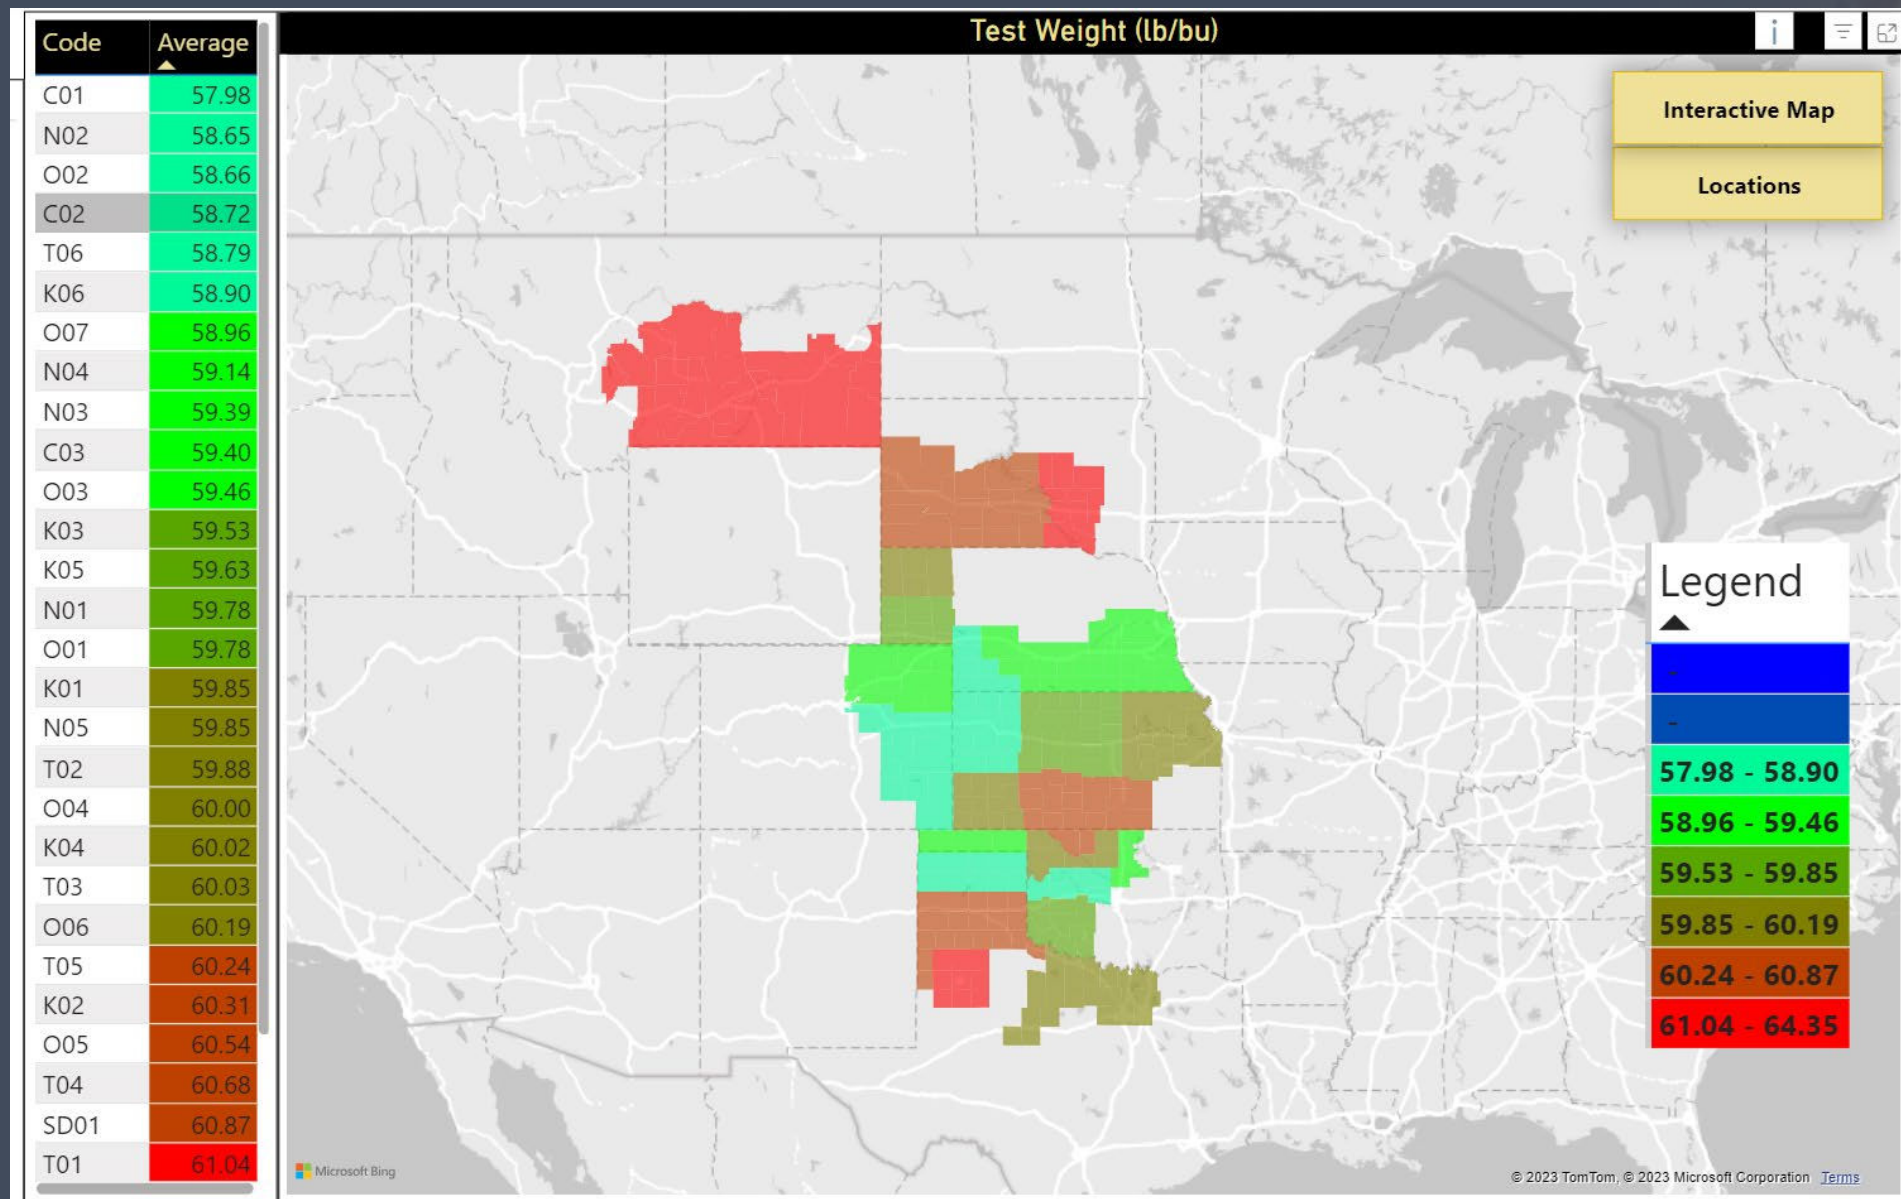 Test Weight (lb/bu)
Code Average
C01 57.98
N02 58.65
O02 58.66
C02 58.72
T06 58.79
K06 58.90
O07 58.96
N04 59.14
N03 59.39
C03 59.40
O03 59.46
K03 59.53
K05 59.63
N01 59.78
O01 59.78
K01 59.85
N05 59.85
T02 59.88
O04 60.00
K04 60.02
T03 60.03
O06 60.19
T05 60.24
K02 60.31
O05 60.54
T04 60.68
SD01 60.87
T01 61.04
Interactive Map
Locations
Legend
-
-
57.98 - 58.90
58.96 - 59.46
59.53 - 59.85
59.85 - 60.19
60.24 - 60.87
61.04 - 64.35
Microsoft Bing
© 2023 TomTom, © 2023 Microsoft Corporation Terms